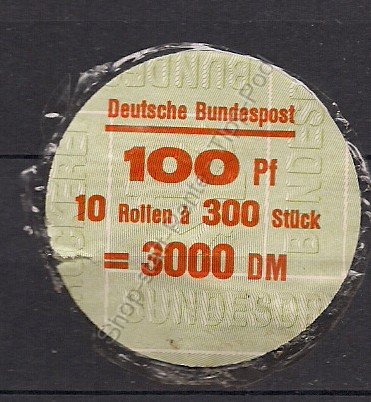 Deutsche Bundespost
100 Pf
10 Rollen à 300 Stück
= 3000 DM